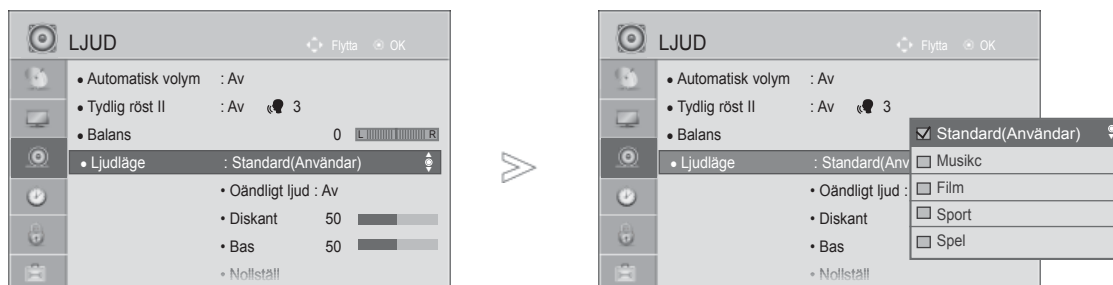 LJUD Flytta OK
• Automatisk volym : Av
• Tydlig röst II : Av 3
• Balans 0 L R
• Ljudläge : Standard(Användar)
• Oändligt ljud : Av
• Diskant 50
• Bas 50
• Nollställ
LJUD Flytta OK
• Automatisk volym : Av
• Tydlig röst II : Av 3
• Balans
• Ljudläge : Standard(Anv
• Oändligt ljud :
• Diskant
• Bas
• Nollställ
Standard(Användar)
Musikc
Film
Sport
Spel